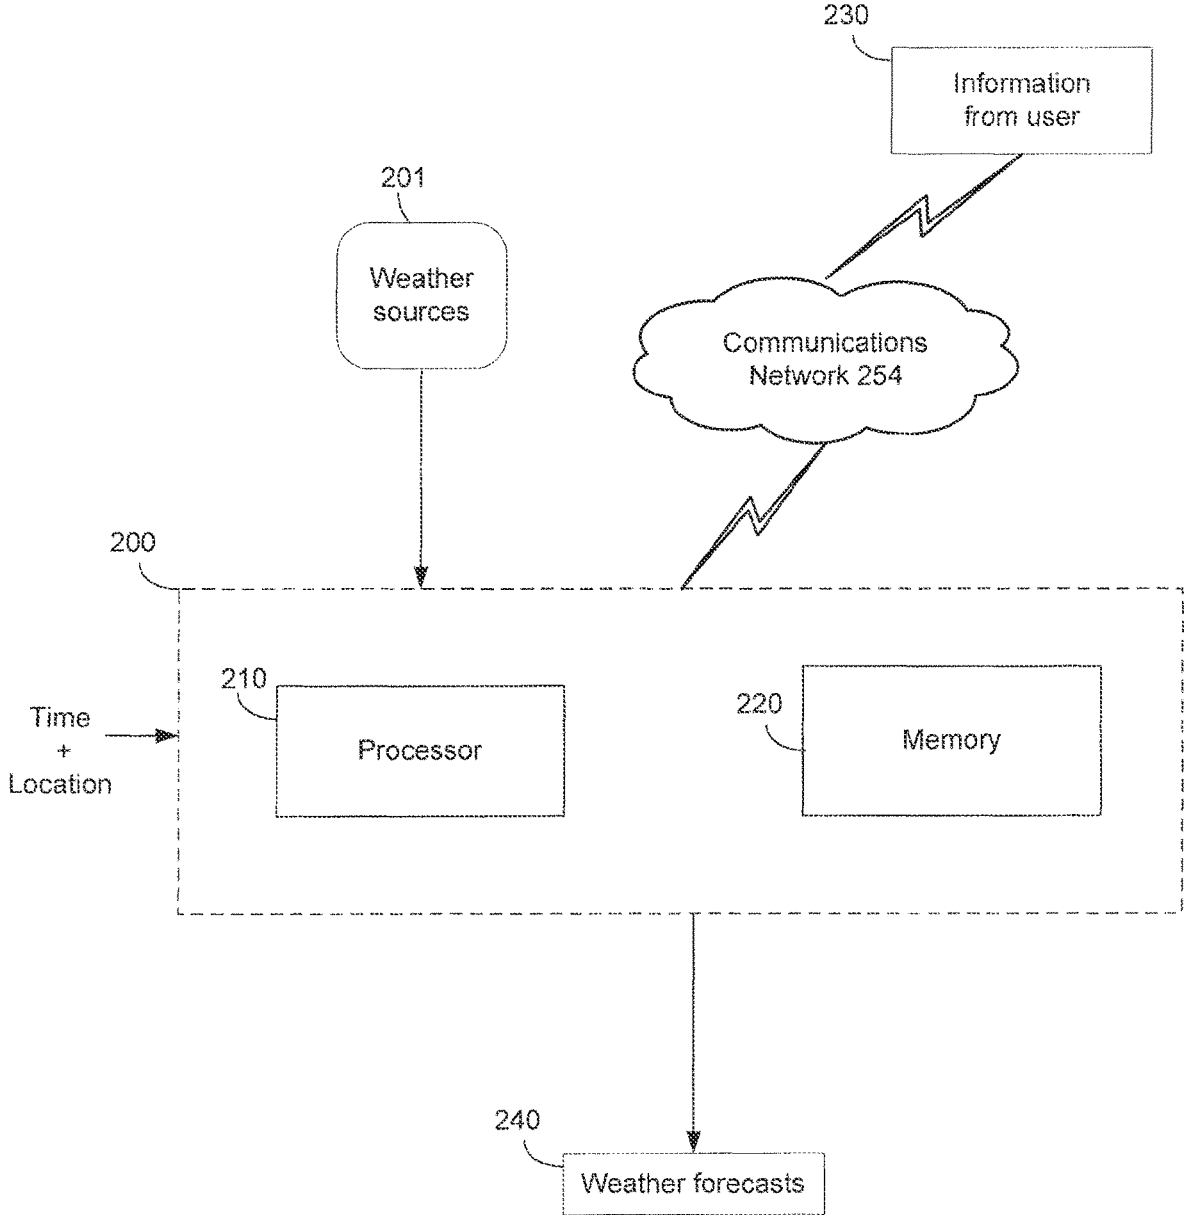 230
Information
from user
201
Weather
sources
Communications
Network 254
200
210
Processor
220
Memory
Time
+
Location
240
Weather forecasts